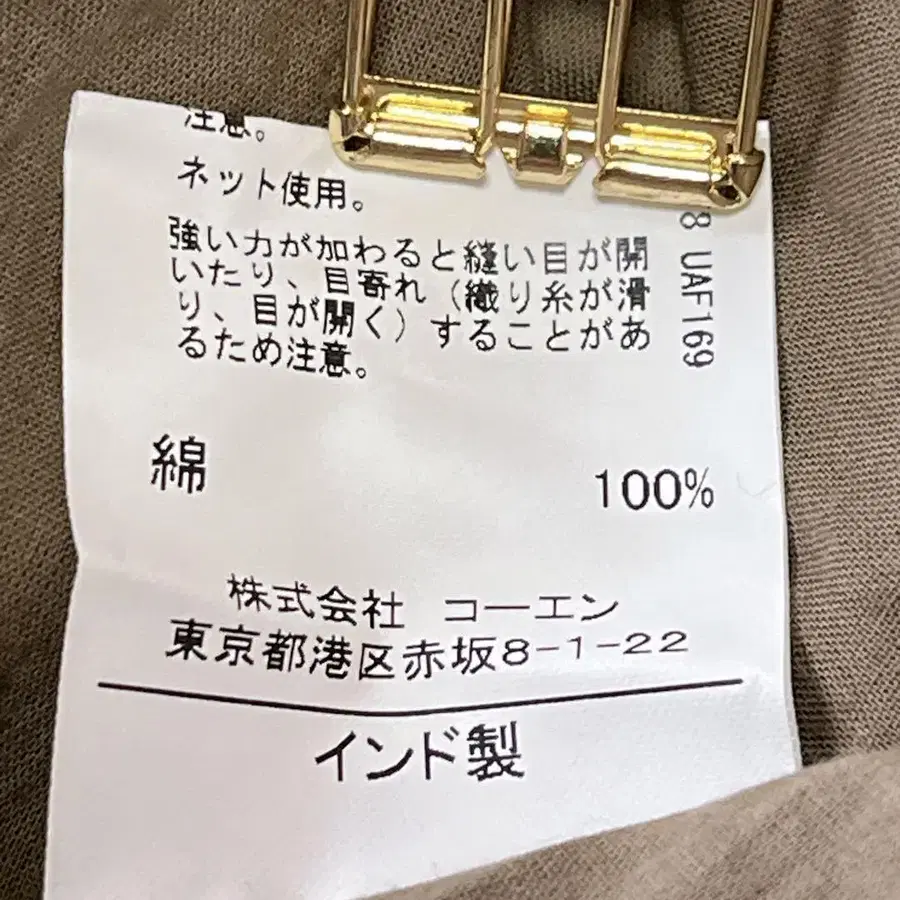 注意。
ネット使用。
強い力が加わると縫い目が開
いたり、目寄れ（織り糸が滑
り、目が開く）することがあ
るため注意。
8 UAF169
綿 100%
株式会社 コーエン
東京都港区赤坂8-1-22
インド製